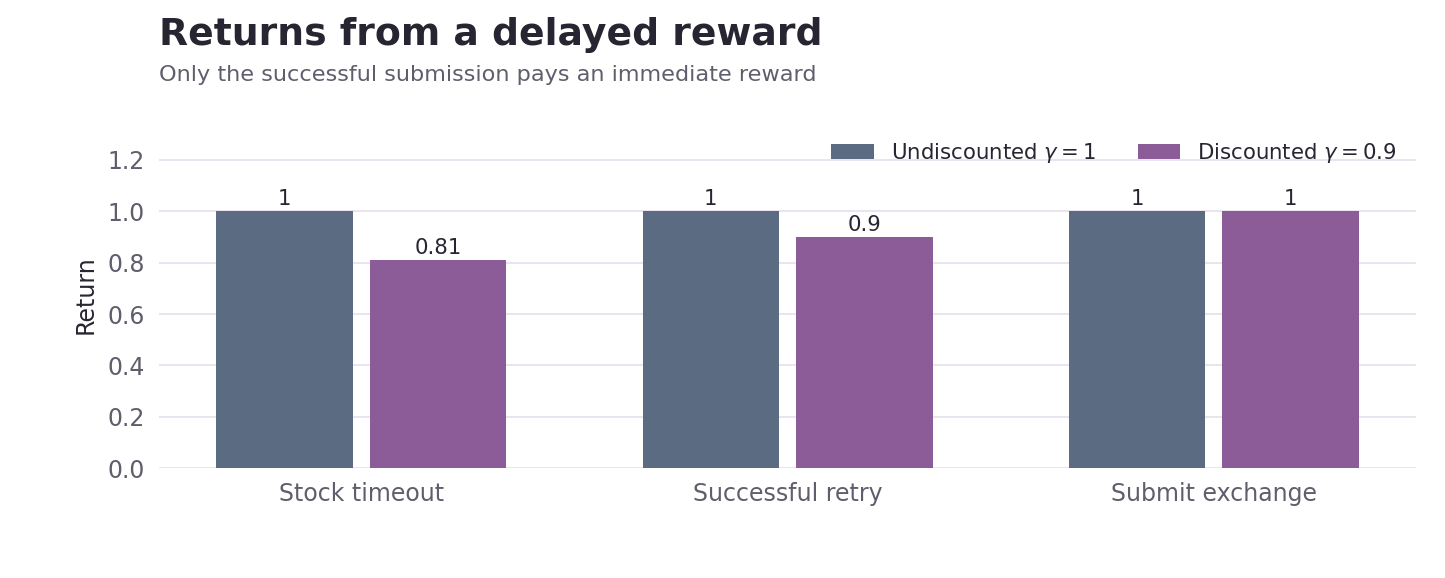 Returns from a delayed reward
Only the successful submission pays an immediate reward
Undiscounted γ = 1
Discounted γ = 0.9
Return
1.2
1.0
0.8
0.6
0.4
0.2
0.0
1
0.81
1
0.9
1
1
Stock timeout
Successful retry
Submit exchange